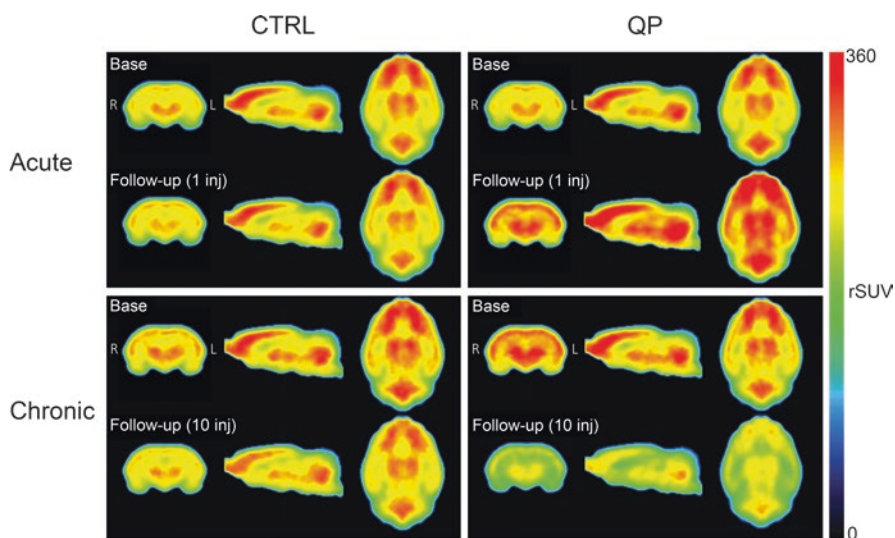 CTRL
QP
Acute
Base
R
L
Follow-up (1 inj)
Base
R
L
Follow-up (1 inj)
Chronic
Base
R
L
Follow-up (10 inj)
Base
R
L
Follow-up (10 inj)
360
rSUV
0